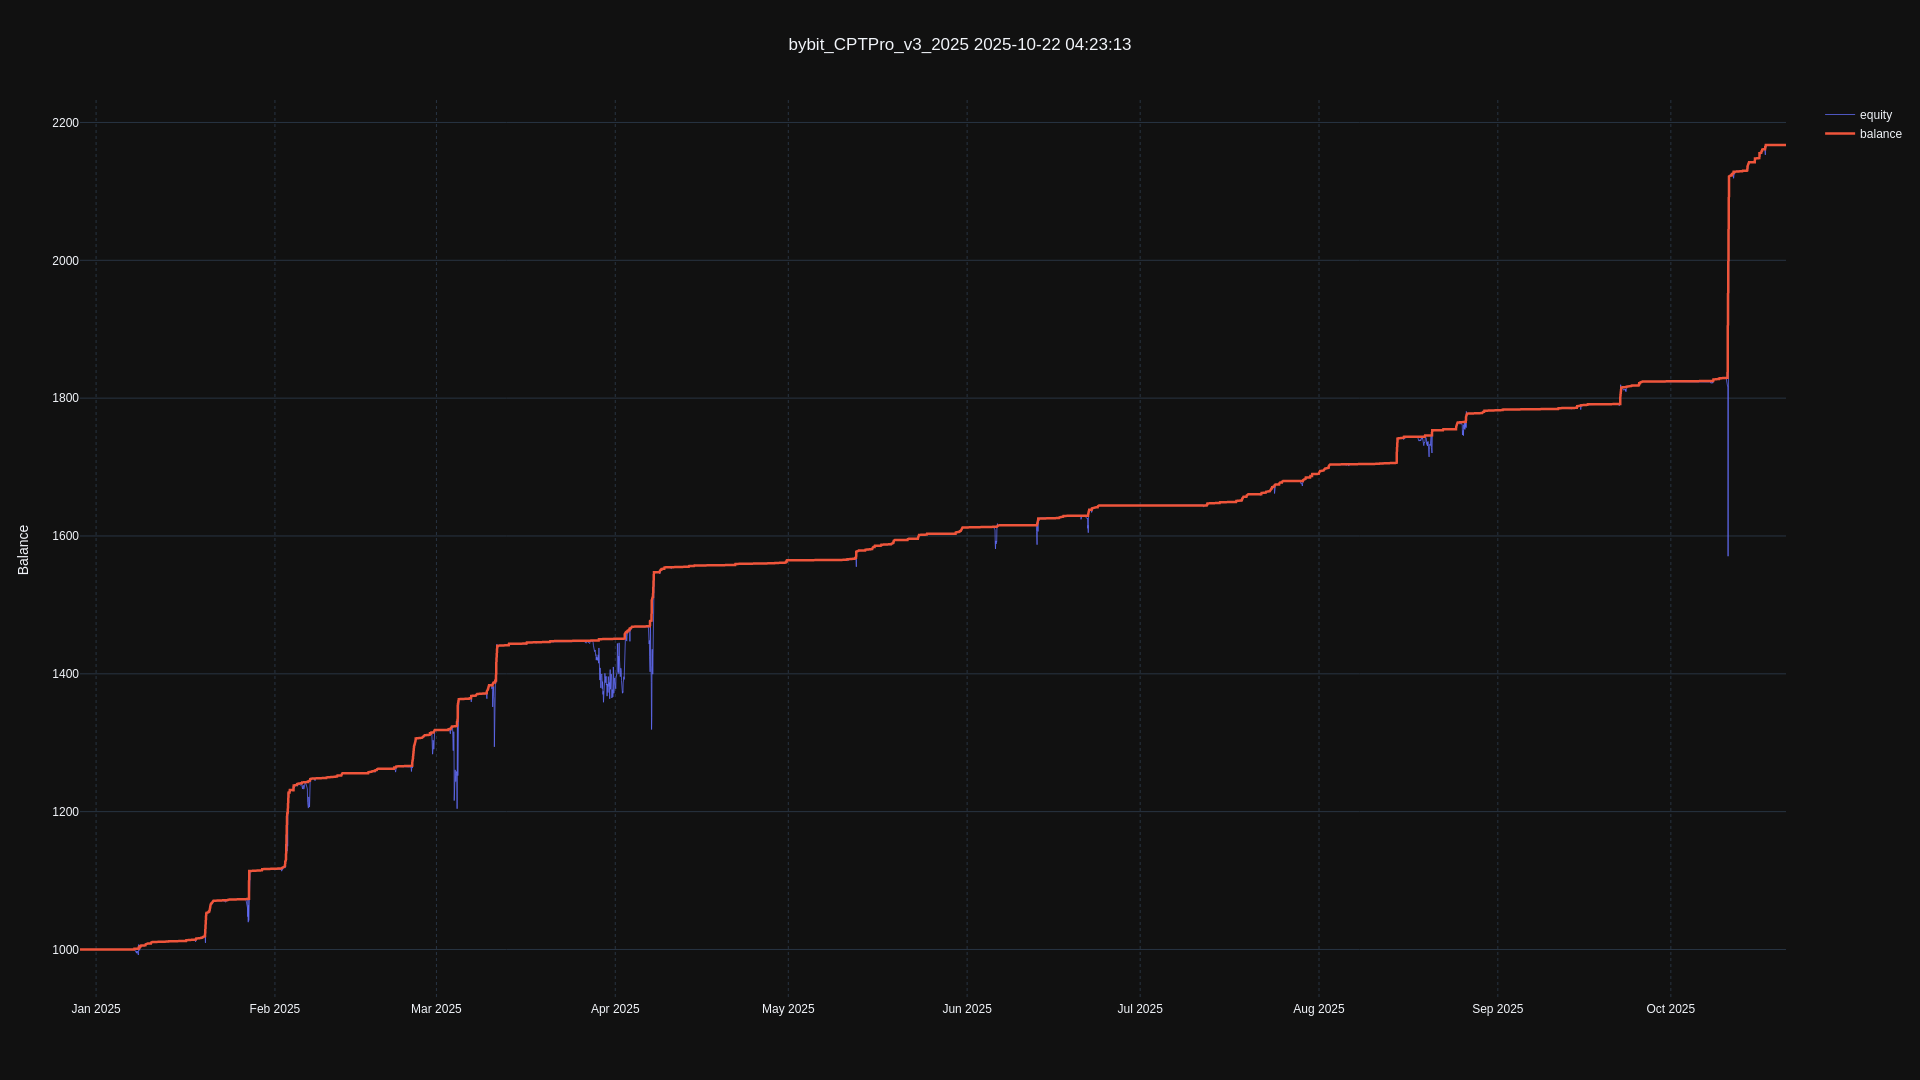 bybit_CPTPro_v3_2025 2025-10-22 04:23:13
equity
balance
Balance
2200
2000
1800
1600
1400
1200
1000
Jan 2025
Feb 2025
Mar 2025
Apr 2025
May 2025
Jun 2025
Jul 2025
Aug 2025
Sep 2025
Oct 2025